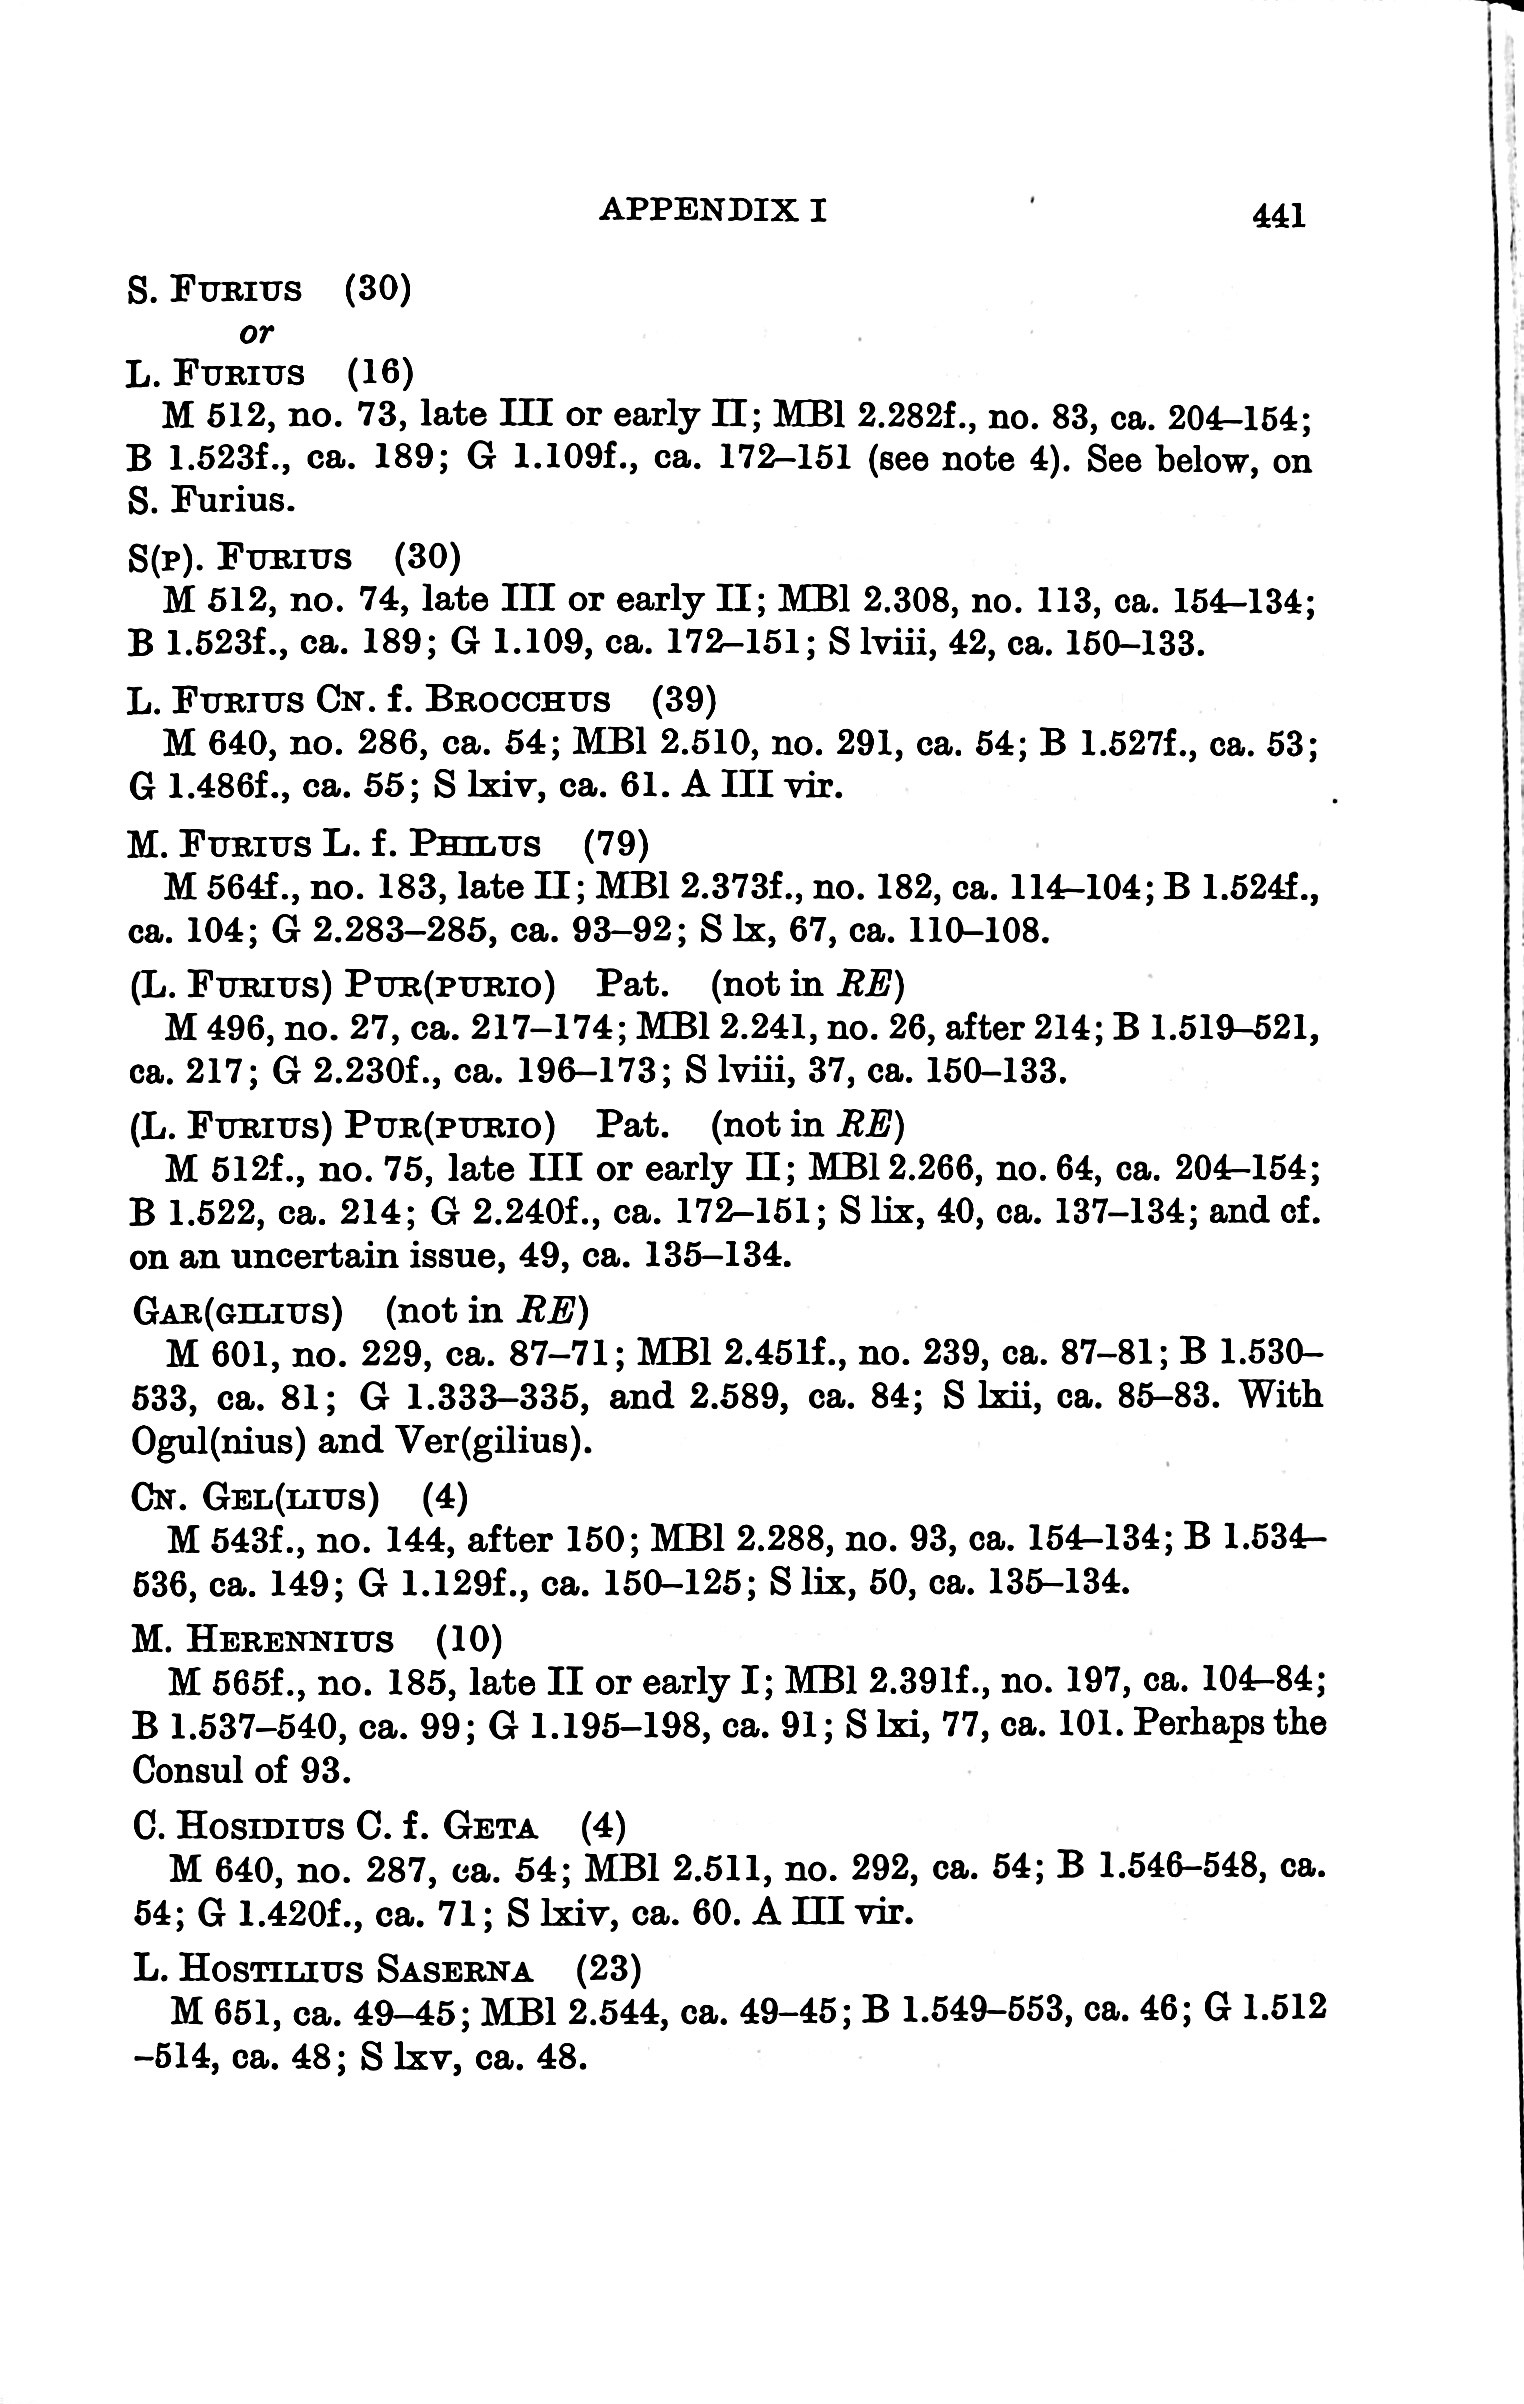 APPENDIX I 441
S. FURIUS (30)
or
L. FURIUS (16)
M 512, no. 73, late III or early II; MBl 2.282f., no. 83, ca. 204–154;
B 1.523f., ca. 189; G 1.109f., ca. 172–151 (see note 4). See below, on
S. Furius.
S(P). FURIUS (30)
M 512, no. 74, late III or early II; MBl 2.308, no. 113, ca. 154–134;
B 1.523f., ca. 189; G 1.109, ca. 172–151; S lviii, 42, ca. 150–133.
L. FURIUS CN. f. BROCCHUS (39)
M 640, no. 286, ca. 54; MBl 2.510, no. 291, ca. 54; B 1.527f., ca. 53;
G 1.486f., ca. 55; S lxiv, ca. 61. A III vir.
M. FURIUS L. f. PHILUS (79)
M 564f., no. 183, late II; MBl 2.373f., no. 182, ca. 114–104; B 1.524f.,
ca. 104; G 2.283–285, ca. 93–92; S lx, 67, ca. 110–108.
(L. FURIUS) PUR(PURIO) Pat. (not in RE)
M 496, no. 27, ca. 217–174; MBl 2.241, no. 26, after 214; B 1.519–521,
ca. 217; G 2.230f., ca. 196–173; S lviii, 37, ca. 150–133.
(L. FURIUS) PUR(PURIO) Pat. (not in RE)
M 512f., no. 75, late III or early II; MBl 2.266, no. 64, ca. 204–154;
B 1.522, ca. 214; G 2.240f., ca. 172–151; S lix, 40, ca. 137–134; and cf.
on an uncertain issue, 49, ca. 135–134.
GAR(GILIUS) (not in RE)
M 601, no. 229, ca. 87–71; MBl 2.451f., no. 239, ca. 87–81; B 1.530–
533, ca. 81; G 1.333–335, and 2.589, ca. 84; S lxii, ca. 85–83. With
Ogul(nius) and Ver(gilius).
CN. GEL(LIUS) (4)
M 543f., no. 144, after 150; MBl 2.288, no. 93, ca. 154–134; B 1.534–
536, ca. 149; G 1.129f., ca. 150–125; S lix, 50, ca. 135–134.
M. HERENNIUS (10)
M 565f., no. 185, late II or early I; MBl 2.391f., no. 197, ca. 104–84;
B 1.537–540, ca. 99; G 1.195–198, ca. 91; S lxi, 77, ca. 101. Perhaps the
Consul of 93.
C. HOSIDIUS C. f. GETA (4)
M 640, no. 287, ca. 54; MBl 2.511, no. 292, ca. 54; B 1.546–548, ca.
54; G 1.420f., ca. 71; S lxiv, ca. 60. A III vir.
L. HOSTILIUS SASERNA (23)
M 651, ca. 49–45; MBl 2.544, ca. 49–45; B 1.549–553, ca. 46; G 1.512
–514, ca. 48; S lxv, ca. 48.